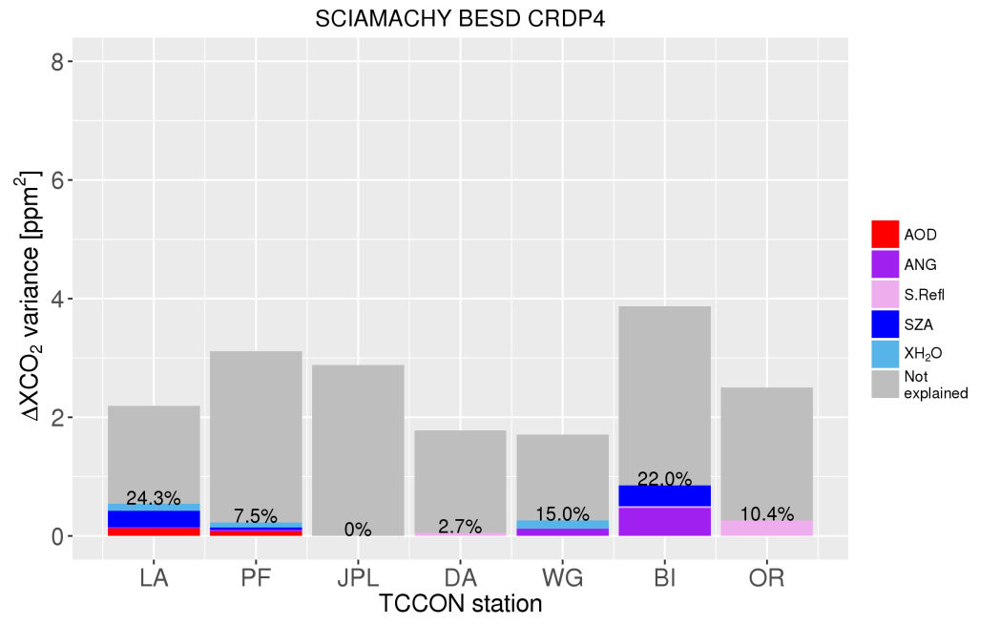 SCIAMACHY BESD CRDP4
ΔXCO₂ variance [ppm²]
8
6
4
2
0
24.3%
7.5%
0%
2.7%
15.0%
22.0%
10.4%
LA PF JPL DA WG BI OR
TCCON station
AOD
ANG
S.Refl
SZA
XH₂O
Not
explained